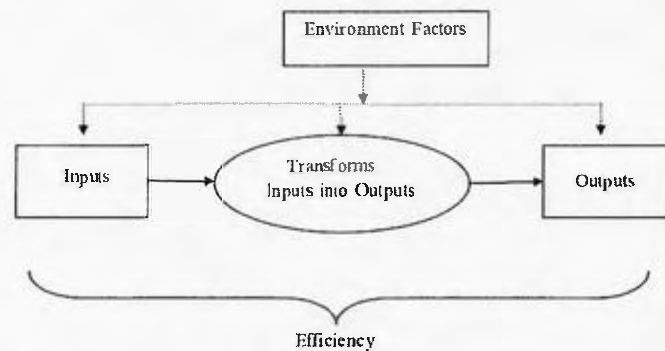 Environment Factors
Inputs
Transforms
Inputs into Outputs
Outputs
Efficiency